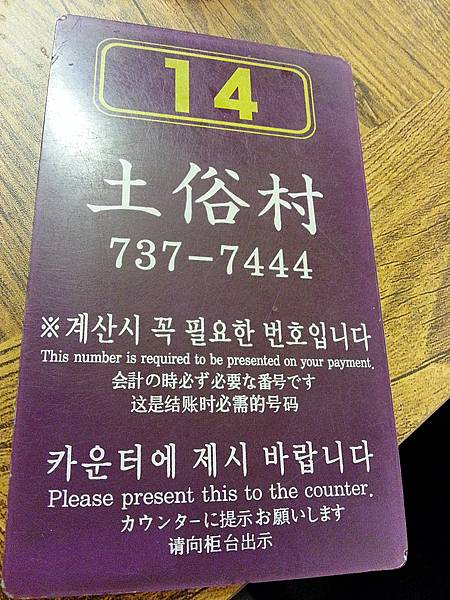 14
土俗村
737-7444
※계산시 꼭 필요한 번호입니다
This number is required to be presented on your payment.
会計の時必ず必要な番号です
这是结账时必需的号码
카운터에 제시 바랍니다
Please present this to the counter.
カウンターに提示お願いします
请向柜台出示